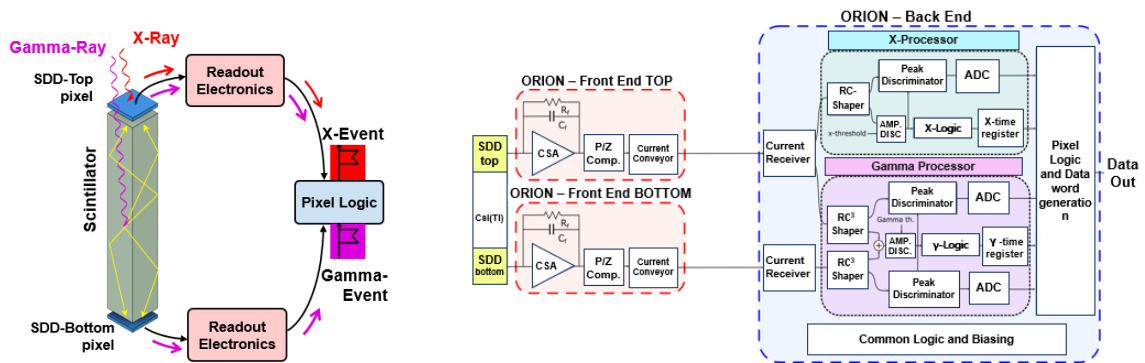 Gamma-Ray
X-Ray
SDD-Top
pixel
Readout
Electronics
Scintillator
X-Event
Pixel Logic
Gamma-
Event
SDD-Bottom
pixel
Readout
Electronics
ORION – Front End TOP
R_f
C_f
SDD
top
CSA
P/Z
Comp.
Current
Conveyor
CsI(Tl)
ORION – Front End BOTTOM
R_f
C_f
SDD
bottom
CSA
P/Z
Comp.
Current
Conveyor
ORION – Back End
X-Processor
Current
Receiver
RC-
Shaper
Peak
Discriminator
ADC
x-threshold
AMP.
DISC
X-Logic
X-time
register
Gamma Processor
Current
Receiver
RC³
Shaper
Peak
Discriminator
ADC
Gamma th.
+
AMP.
DISC.
γ-Logic
γ -time
register
RC³
Shaper
Peak
Discriminator
ADC
Pixel
Logic
and Data
word
generatio
n
Data
Out
Common Logic and Biasing